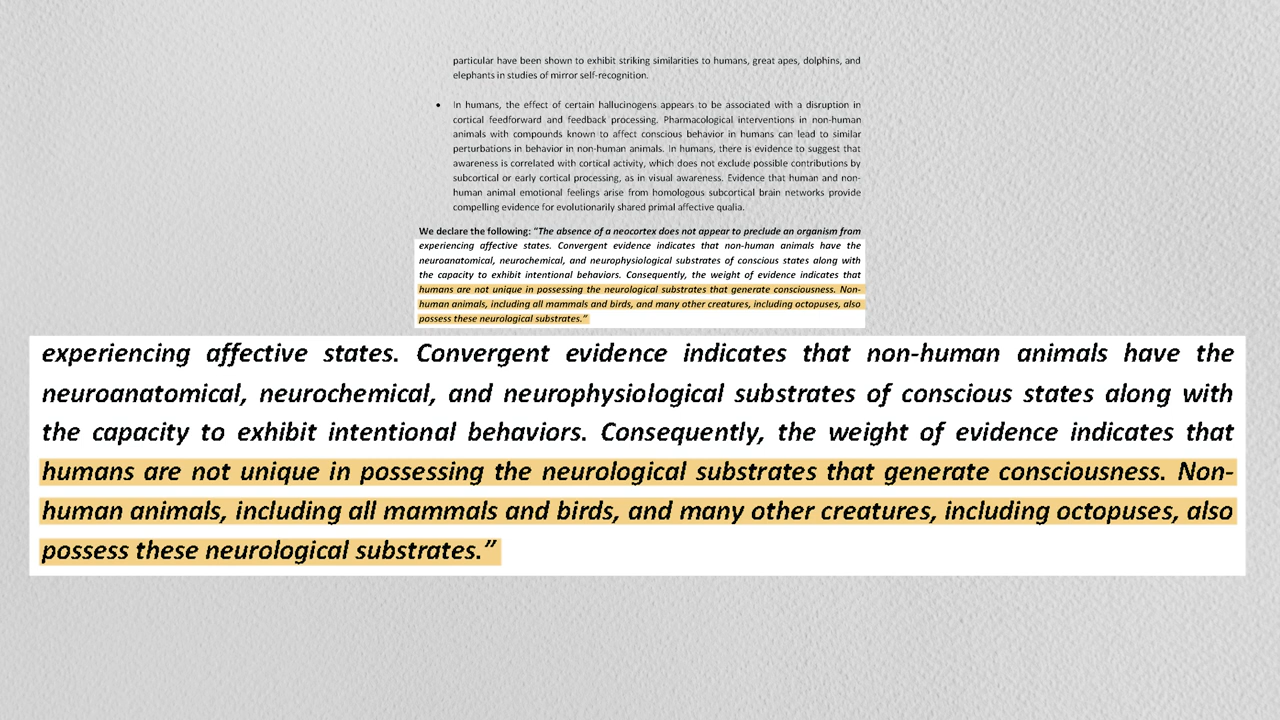 particular have been shown to exhibit striking similarities to humans, great apes, dolphins, and
elephants in studies of mirror self-recognition.
• In humans, the effect of certain hallucinogens appears to be associated with a disruption in
cortical feedforward and feedback processing. Pharmacological interventions in non-human
animals with compounds known to affect conscious behavior in humans can lead to similar
perturbations in behavior in non-human animals. In humans, there is evidence to suggest that
awareness is correlated with cortical activity, which does not exclude possible contributions by
subcortical or early cortical processing, as in visual awareness. Evidence that human and non-
human animal emotional feelings arise from homologous subcortical brain networks provide
compelling evidence for evolutionarily shared primal affective qualia.
We declare the following: “The absence of a neocortex does not appear to preclude an organism from
experiencing affective states. Convergent evidence indicates that non-human animals have the
neuroanatomical, neurochemical, and neurophysiological substrates of conscious states along with
the capacity to exhibit intentional behaviors. Consequently, the weight of evidence indicates that
humans are not unique in possessing the neurological substrates that generate consciousness. Non-
human animals, including all mammals and birds, and many other creatures, including octopuses, also
possess these neurological substrates.”
experiencing affective states. Convergent evidence indicates that non-human animals have the
neuroanatomical, neurochemical, and neurophysiological substrates of conscious states along with
the capacity to exhibit intentional behaviors. Consequently, the weight of evidence indicates that
humans are not unique in possessing the neurological substrates that generate consciousness. Non-
human animals, including all mammals and birds, and many other creatures, including octopuses, also
possess these neurological substrates.”